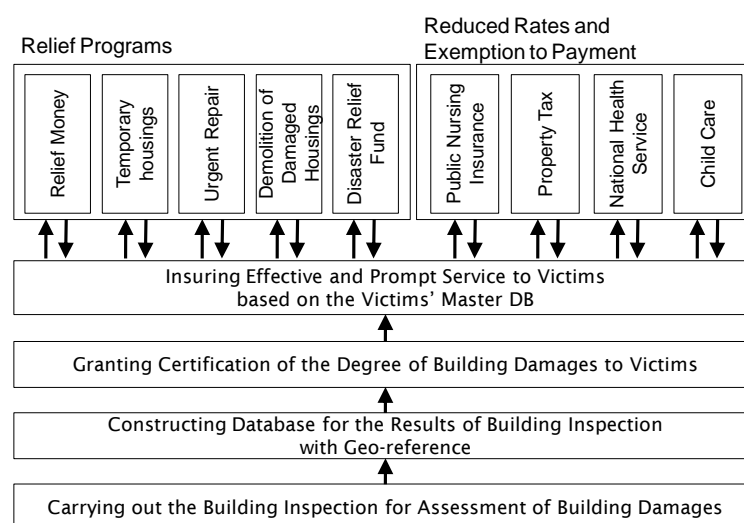 Relief Programs
Reduced Rates and
Exemption to Payment
Relief Money
Temporary
housings
Urgent Repair
Demolition of
Damaged
Housings
Disaster Relief
Fund
Public Nursing
Insurance
Property Tax
National Health
Service
Child Care
Insuring Effective and Prompt Service to Victims
based on the Victims' Master DB
Granting Certification of the Degree of Building Damages to Victims
Constructing Database for the Results of Building Inspection
with Geo-reference
Carrying out the Building Inspection for Assessment of Building Damages